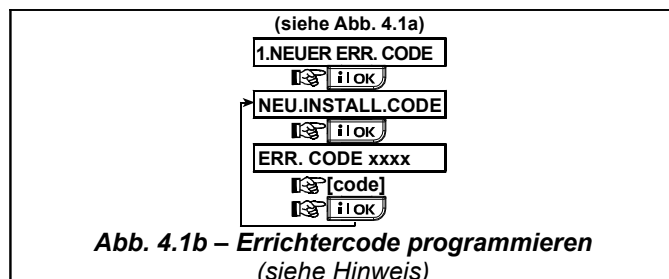 (siehe Abb. 4.1a)
1.NEUER ERR. CODE
i I OK
NEU.INSTALL.CODE
i I OK
ERR. CODE xxxx
[code]
i I OK
Abb. 4.1b – Errichtercode programmieren
(siehe Hinweis)